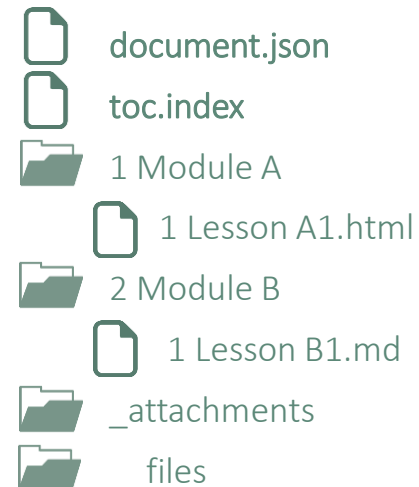 document.json
toc.index
1 Module A
1 Lesson A1.html
2 Module B
1 Lesson B1.md
_attachments
files